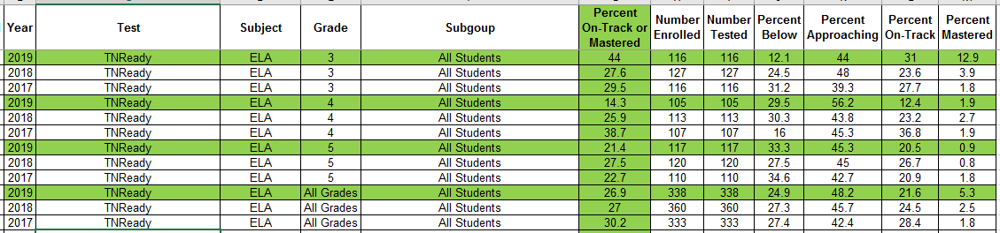 Year Test Subject Grade Subgoup Percent On-Track or Mastered Number Enrolled Number Tested Percent Below Percent Approaching Percent On-Track Percent Mastered
2019 TNReady ELA 3 All Students 44 116 116 12.1 44 31 12.9
2018 TNReady ELA 3 All Students 27.6 127 127 24.5 48 23.6 3.9
2017 TNReady ELA 3 All Students 29.5 116 116 31.2 39.3 27.7 1.8
2019 TNReady ELA 4 All Students 14.3 105 105 29.5 56.2 12.4 1.9
2018 TNReady ELA 4 All Students 25.9 113 113 30.3 43.8 23.2 2.7
2017 TNReady ELA 4 All Students 38.7 107 107 16 45.3 36.8 1.9
2019 TNReady ELA 5 All Students 21.4 117 117 33.3 45.3 20.5 0.9
2018 TNReady ELA 5 All Students 27.5 120 120 27.5 45 26.7 0.8
2017 TNReady ELA 5 All Students 22.7 110 110 34.6 42.7 20.9 1.8
2019 TNReady ELA All Grades All Students 26.9 338 338 24.9 48.2 21.6 5.3
2018 TNReady ELA All Grades All Students 27 360 360 27.3 45.7 24.5 2.5
2017 TNReady ELA All Grades All Students 30.2 333 333 27.4 42.4 28.4 1.8